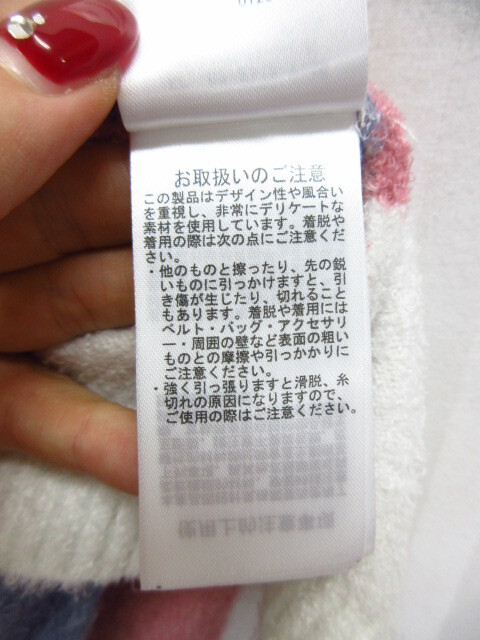 お取扱いのご注意
この製品はデザイン性や風合い
を重視し、非常にデリケートな
素材を使用しています。着脱や
着用の際は次の点にご注意くだ
さい。
・他のものと擦ったり、先の鋭
いものに引っかけますと、引
き傷が生じたり、切れること
もあります。着脱や着用には
ベルト・バッグ・アクセサリ
ー・周囲の壁など表面の粗い
ものとの摩擦や引っかかりに
ご注意ください。
・強く引っ張りますと滑脱、糸
切れの原因になりますので、
ご使用の際はご注意ください。